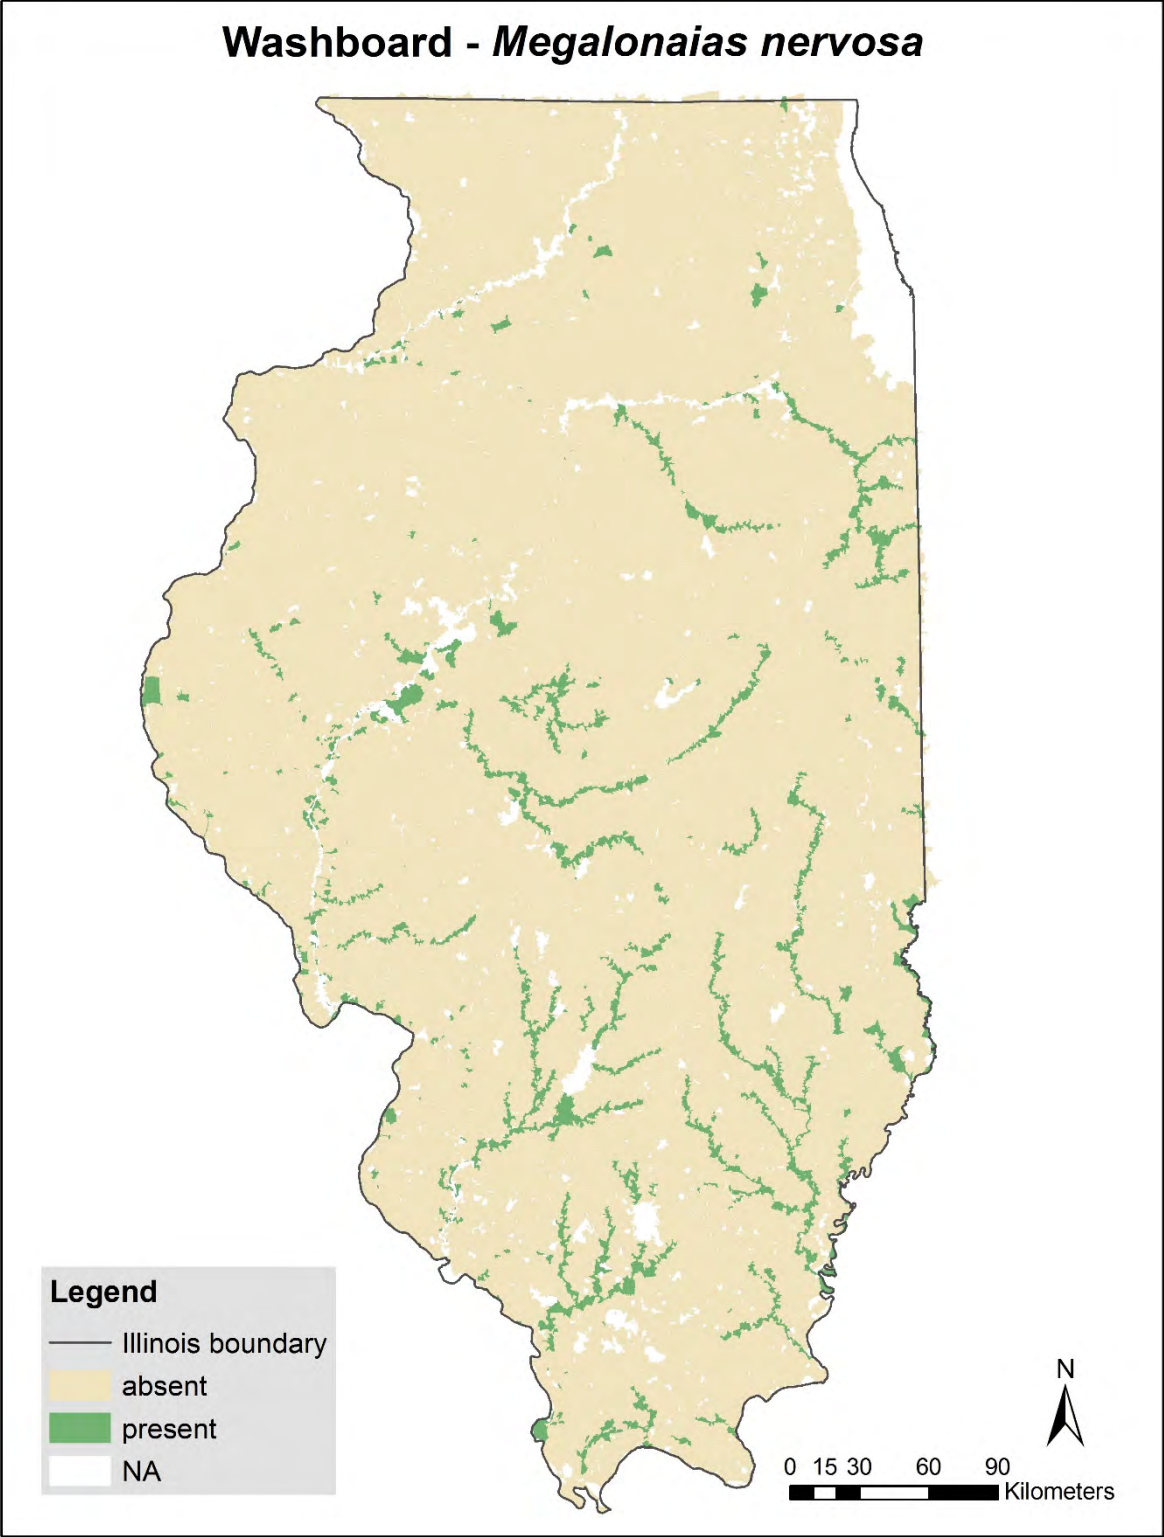 Washboard - Megalonaias nervosa
Legend
Illinois boundary
absent
present
NA
N
0 15 30 60 90
Kilometers